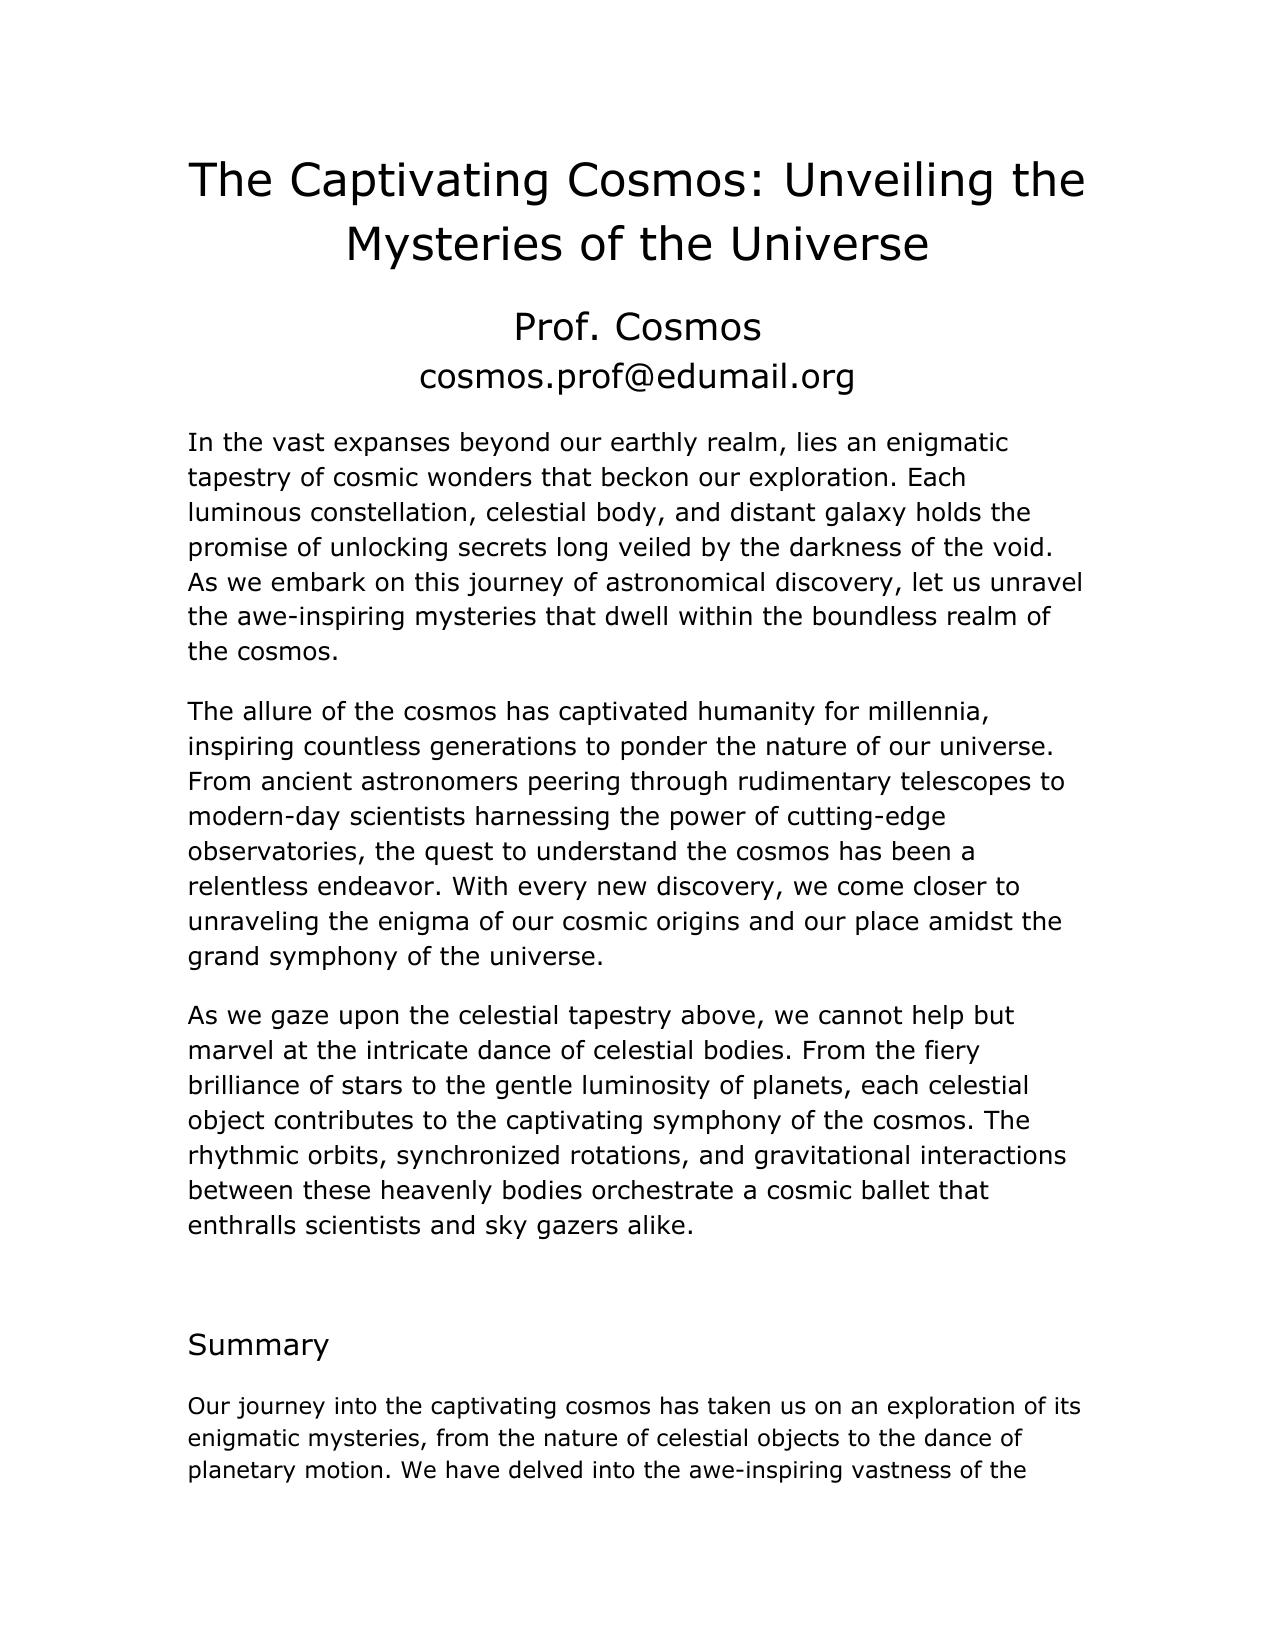 The Captivating Cosmos: Unveiling the
Mysteries of the Universe
Prof. Cosmos
cosmos.prof@edumail.org
In the vast expanses beyond our earthly realm, lies an enigmatic
tapestry of cosmic wonders that beckon our exploration. Each
luminous constellation, celestial body, and distant galaxy holds the
promise of unlocking secrets long veiled by the darkness of the void.
As we embark on this journey of astronomical discovery, let us unravel
the awe-inspiring mysteries that dwell within the boundless realm of
the cosmos.
The allure of the cosmos has captivated humanity for millennia,
inspiring countless generations to ponder the nature of our universe.
From ancient astronomers peering through rudimentary telescopes to
modern-day scientists harnessing the power of cutting-edge
observatories, the quest to understand the cosmos has been a
relentless endeavor. With every new discovery, we come closer to
unraveling the enigma of our cosmic origins and our place amidst the
grand symphony of the universe.
As we gaze upon the celestial tapestry above, we cannot help but
marvel at the intricate dance of celestial bodies. From the fiery
brilliance of stars to the gentle luminosity of planets, each celestial
object contributes to the captivating symphony of the cosmos. The
rhythmic orbits, synchronized rotations, and gravitational interactions
between these heavenly bodies orchestrate a cosmic ballet that
enthralls scientists and sky gazers alike.
Summary
Our journey into the captivating cosmos has taken us on an exploration of its
enigmatic mysteries, from the nature of celestial objects to the dance of
planetary motion. We have delved into the awe-inspiring vastness of the